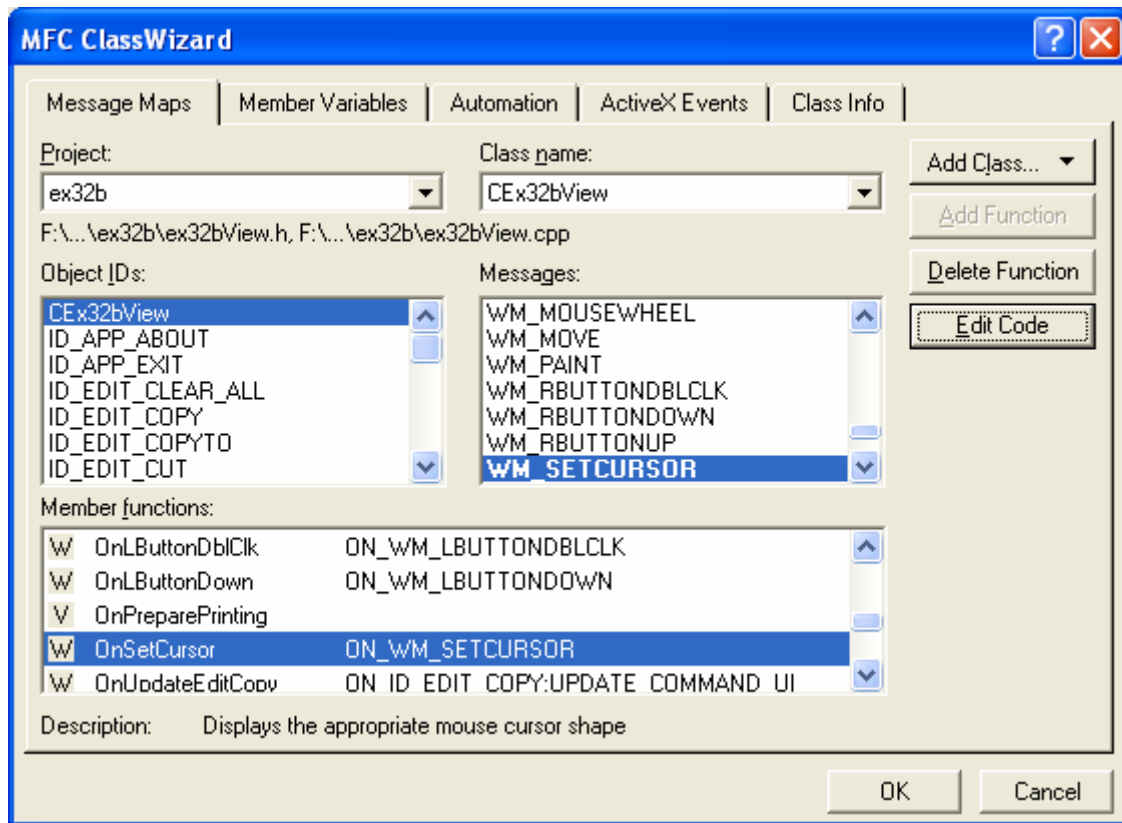 MFC ClassWizard
Message Maps Member Variables Automation ActiveX Events Class Info
Project: Class name:
ex32b CEx32bView
Add Class...
F:\...\ex32b\ex32bView.h, F:\...\ex32b\ex32bView.cpp
Add Function
Object IDs: Messages:
Delete Function
CEx32bView
ID_APP_ABOUT
ID_APP_EXIT
ID_EDIT_CLEAR_ALL
ID_EDIT_COPY
ID_EDIT_COPYTO
ID_EDIT_CUT
WM_MOUSEWHEEL
WM_MOVE
WM_PAINT
WM_RBUTTONDBLCLK
WM_RBUTTONDOWN
WM_RBUTTONUP
WM_SETCURSOR
Edit Code
Member functions:
W OnLButtonDblClk ON_WM_LBUTTONDBLCLK
W OnLButtonDown ON_WM_LBUTTONDOWN
V OnPreparePrinting
W OnSetCursor ON_WM_SETCURSOR
W OnUpdateEditCopy ON_ID_EDIT_COPY:UPDATE_COMMAND_UI
Description: Displays the appropriate mouse cursor shape
OK Cancel